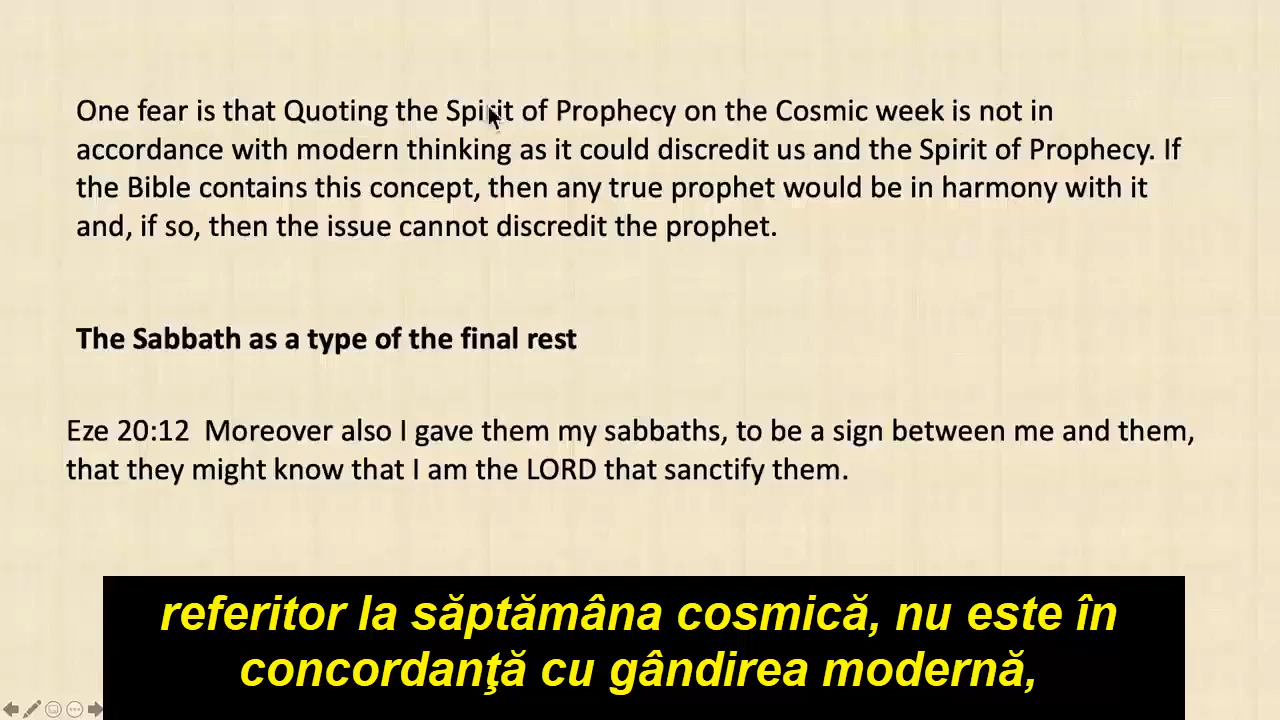 One fear is that Quoting the Spirit of Prophecy on the Cosmic week is not in
accordance with modern thinking as it could discredit us and the Spirit of Prophecy. If
the Bible contains this concept, then any true prophet would be in harmony with it
and, if so, then the issue cannot discredit the prophet.
The Sabbath as a type of the final rest
Eze 20:12  Moreover also I gave them my sabbaths, to be a sign between me and them,
that they might know that I am the LORD that sanctify them.
referitor la săptămâna cosmică, nu este în
concordanţă cu gândirea modernă,